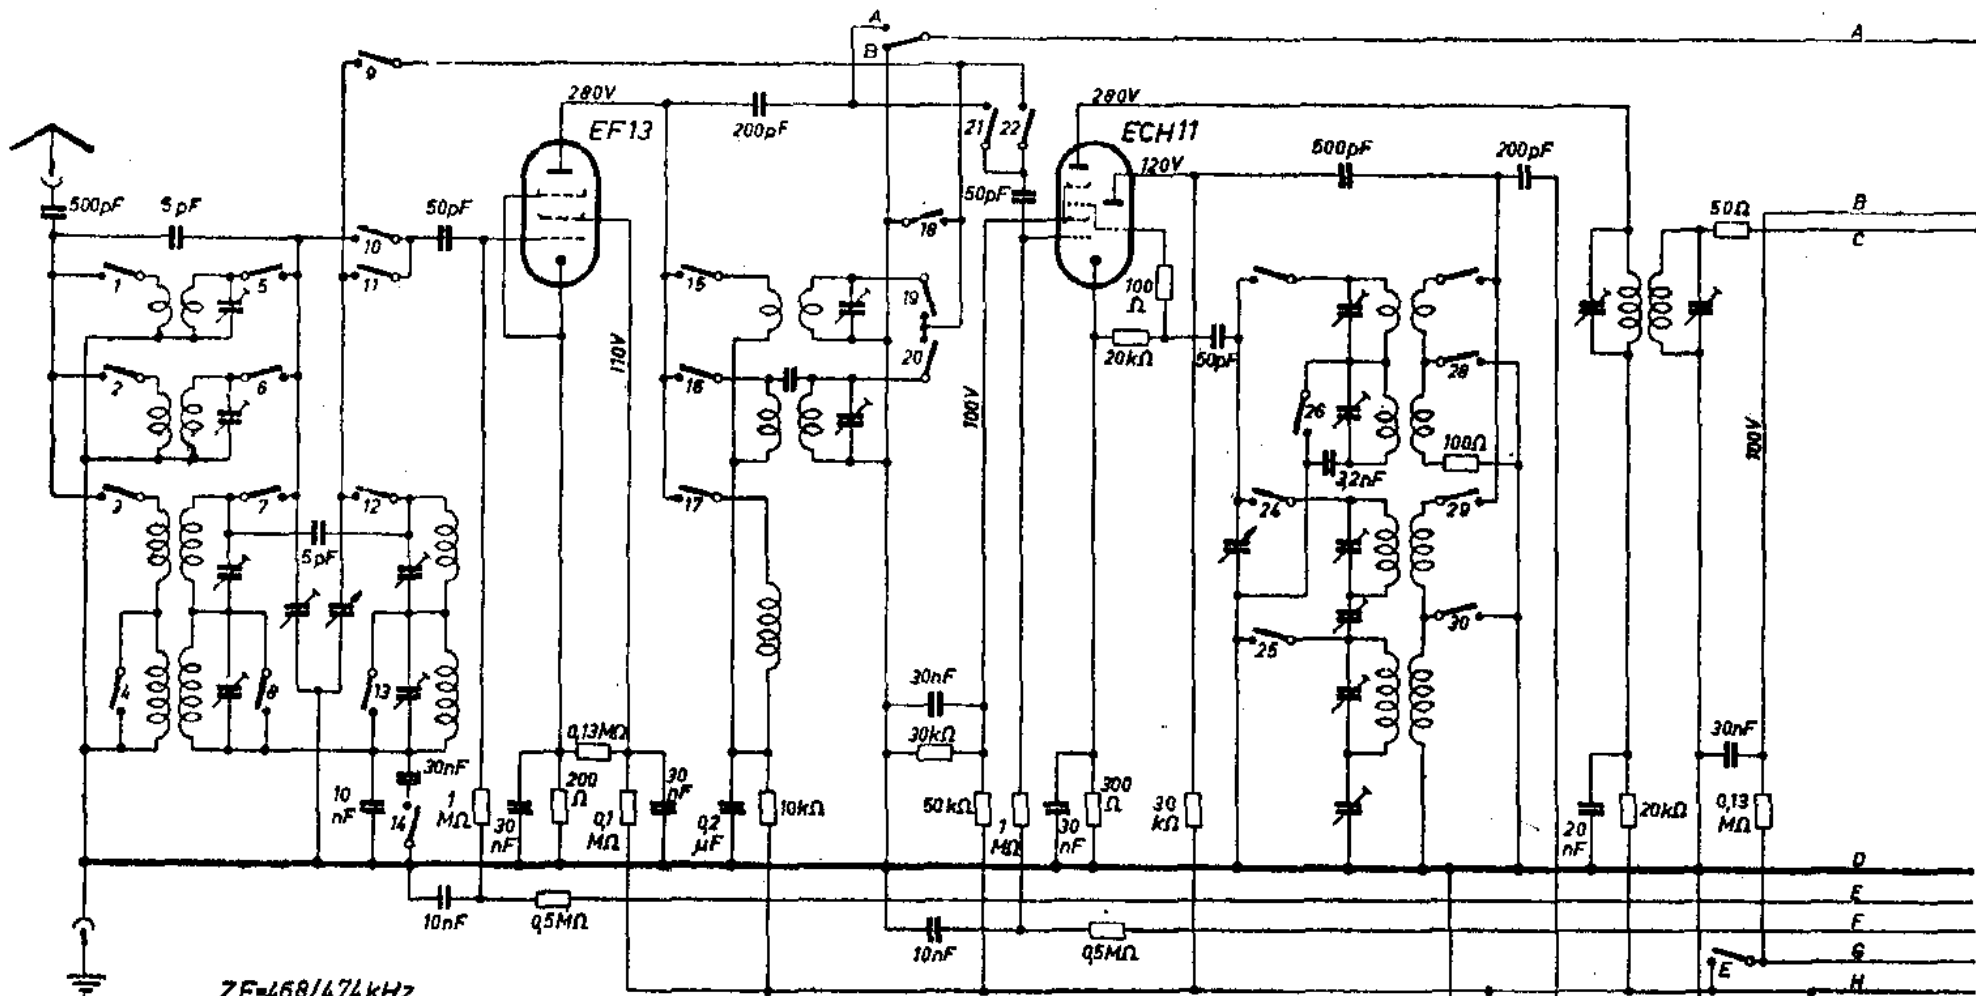 A
A
B
9
280V
280V
EF13
200pF
21
22
ECH11
120V
500pF
200pF
500pF
5pF
50pF
50pF
10
18
50Ω
B
C
1
5
11
15
19
100
Ω
110V
20
20kΩ
50pF
2
6
16
100V
26
28
100Ω
100V
3,2nF
3
7
12
17
24
29
5pF
25
30
4
8
13
30nF
30nF
0,13MΩ
30kΩ
30nF
10
nF
14
1
MΩ
30
nF
200
Ω
0,1
MΩ
30
nF
0,2
µF
10kΩ
50kΩ
1
MΩ
30
nF
300
Ω
30
kΩ
20
nF
20kΩ
0,13
MΩ
D
E
10nF
0,5MΩ
F
10nF
0,5MΩ
E
G
H
ZF=468/474kHz